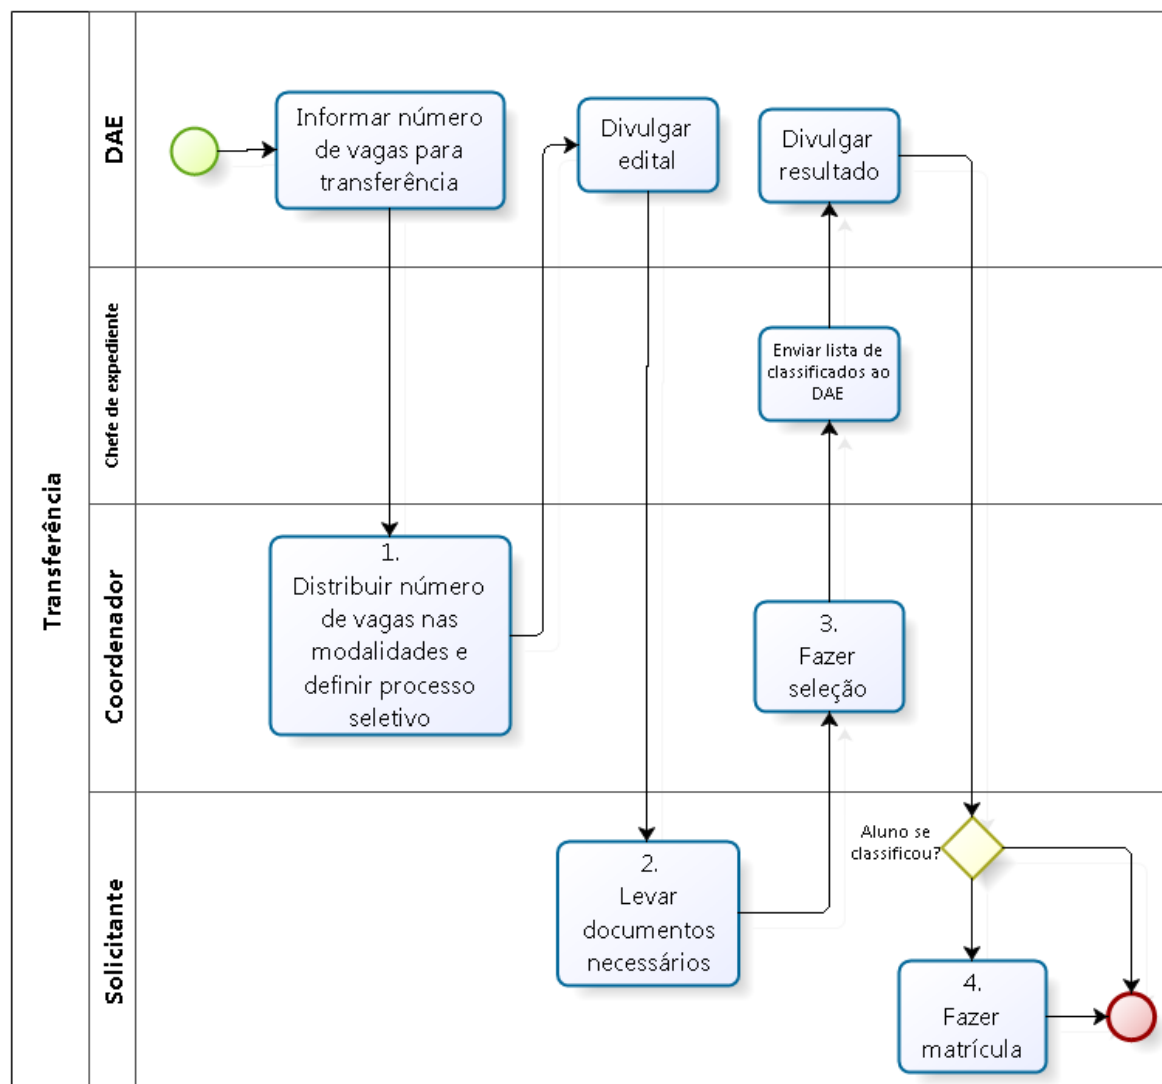 Transferência
DAE
Informar número
de vagas para
transferência
Divulgar
edital
Divulgar
resultado
Chefe de expediente
Enviar lista de
classificados ao
DAE
Coordenador
1.
Distribuir número
de vagas nas
modalidades e
definir processo
seletivo
3.
Fazer
seleção
Solicitante
2.
Levar
documentos
necessários
Aluno se
classificou?
4.
Fazer
matrícula